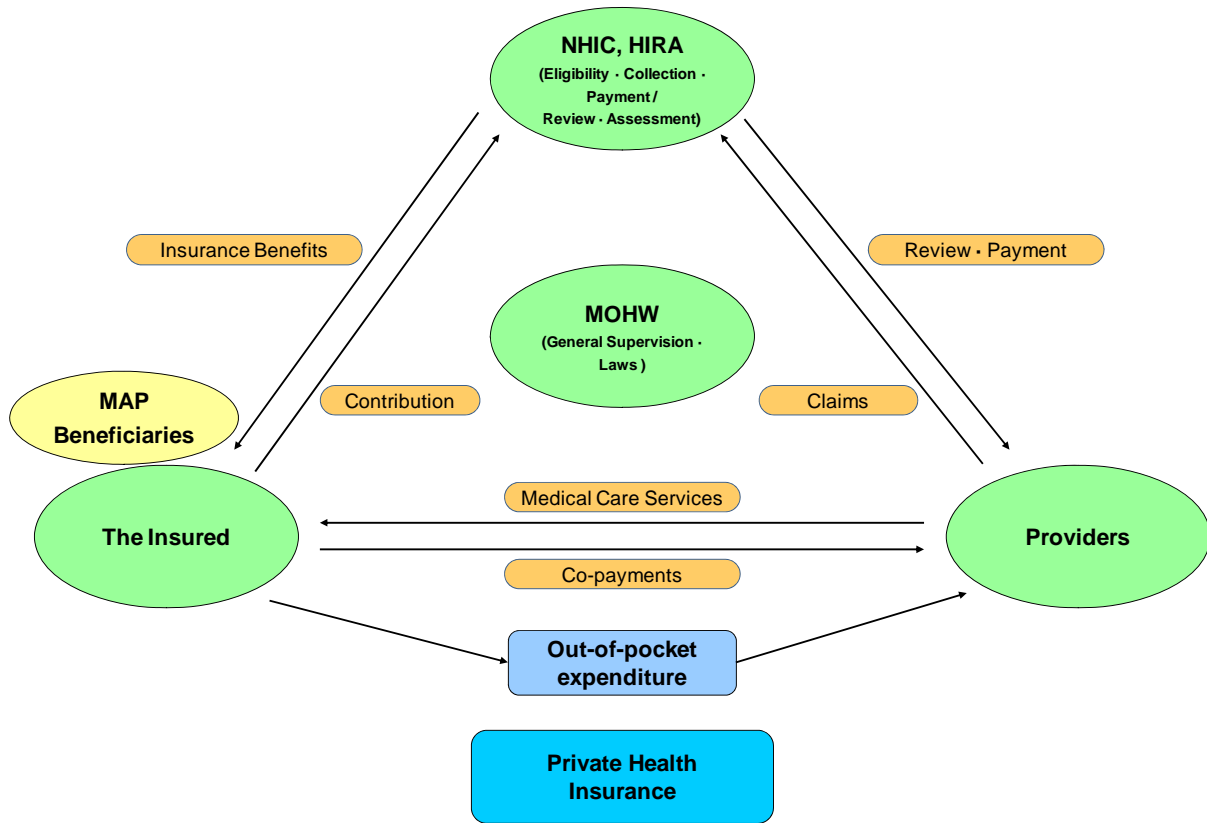 NHIC, HIRA
(Eligibility · Collection ·
Payment /
Review · Assessment)
Insurance Benefits
Review · Payment
MOHW
(General Supervision ·
Laws )
MAP
Beneficiaries
Contribution
Claims
Medical Care Services
The Insured
Providers
Co-payments
Out-of-pocket
expenditure
Private Health
Insurance